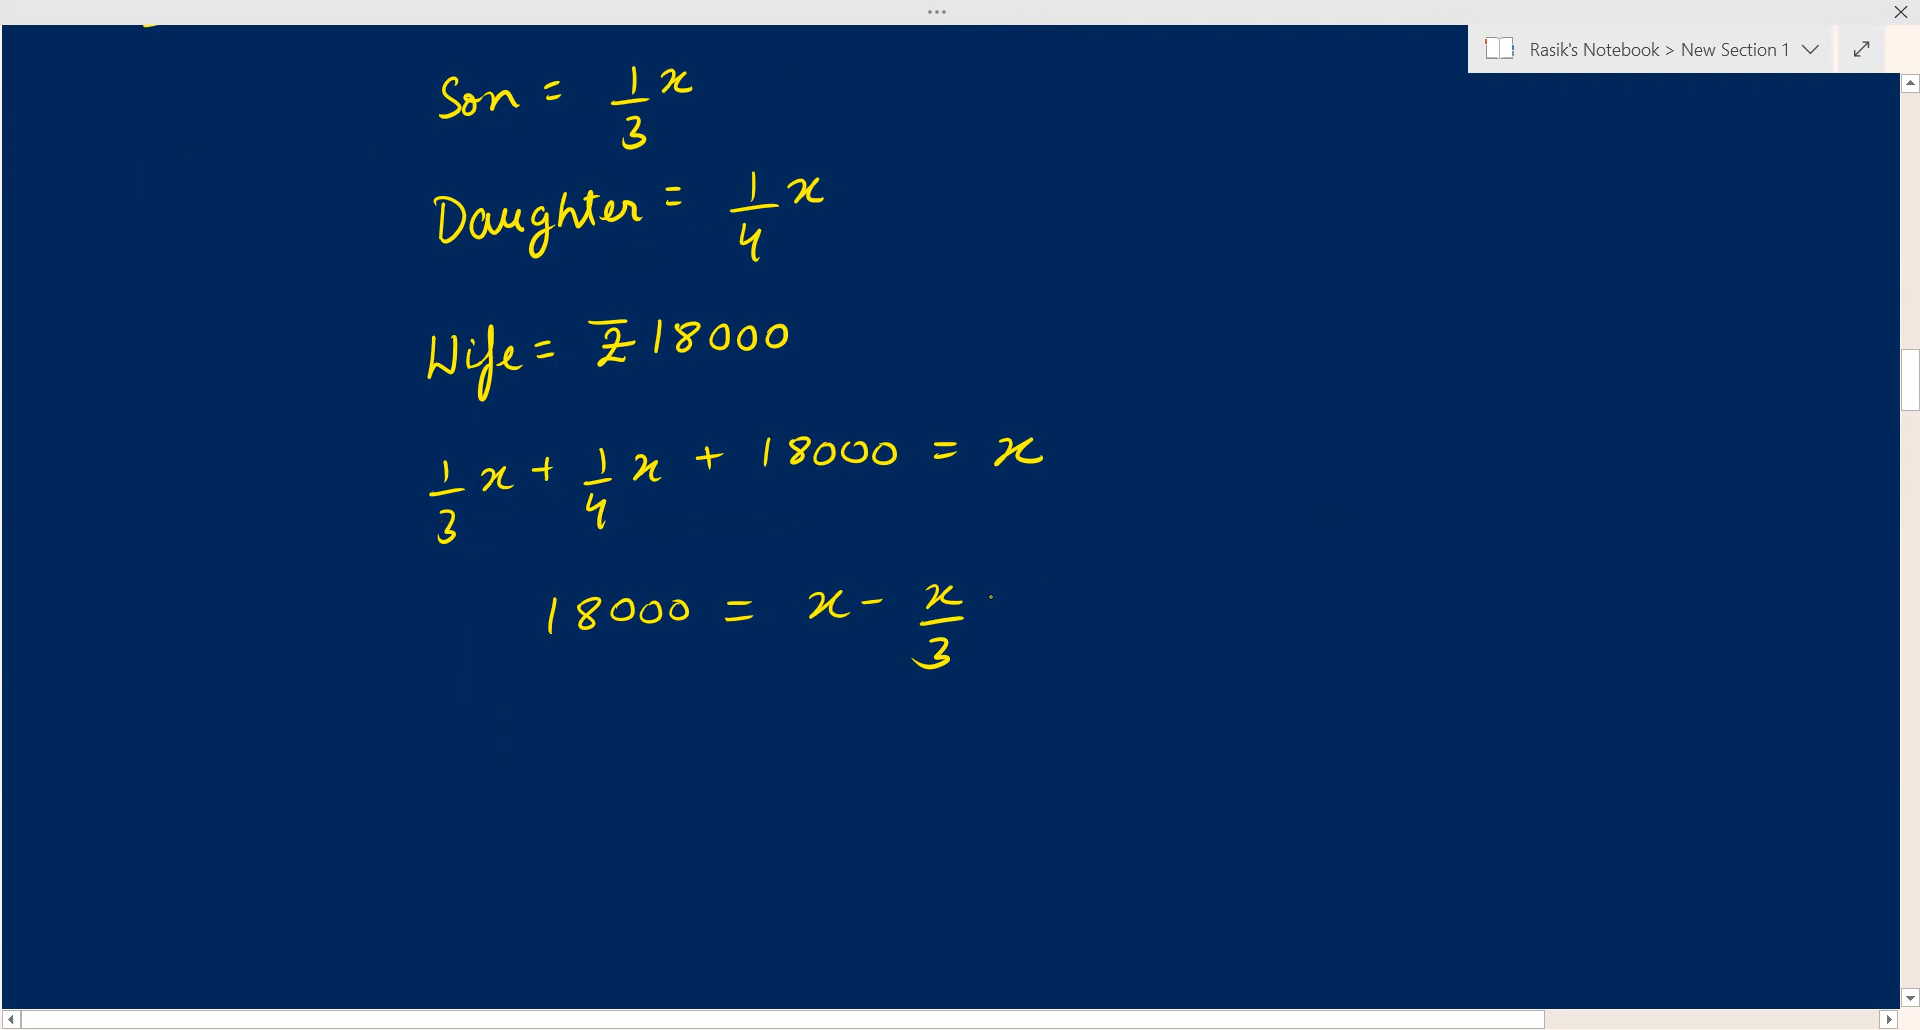 ...
Rasik's Notebook > New Section 1
Son = 1/3 x
Daughter = 1/4 x
Wife = ₹ 18000
1/3 x + 1/4 x + 18000 = x
18000 = x - x/3